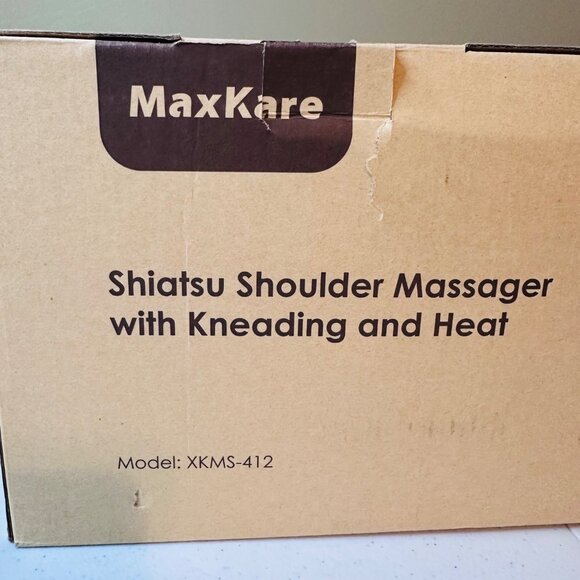 MaxKare
Shiatsu Shoulder Massager
with Kneading and Heat
Model: XKMS-412